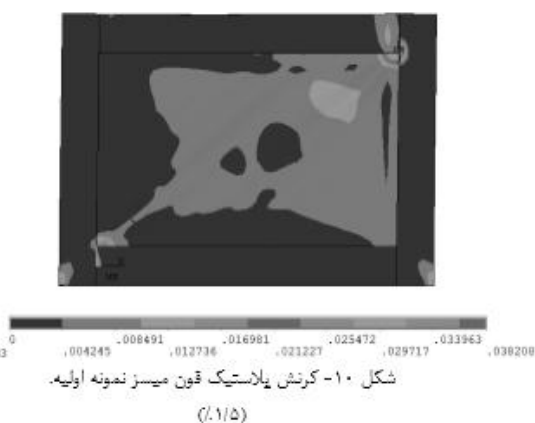 0 .008491 .016981 .025472 .033963
.004245 .012736 .021227 .029717 .038208
شکل ۱۰- کرنش پلاستیک قون میسز نمونه اولیه.
(٪۱/۵)